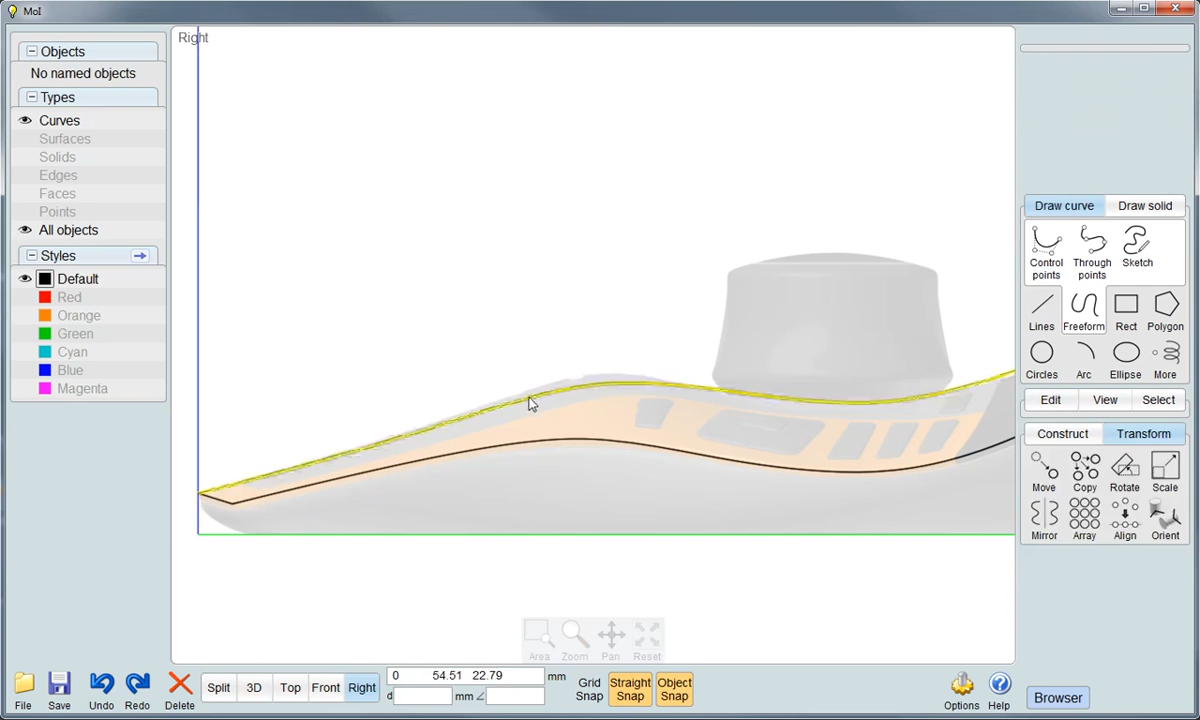 MoI
Right
Objects
No named objects
Types
Curves
Surfaces
Solids
Edges
Faces
Points
All objects
Styles
Default
Red
Orange
Green
Cyan
Blue
Magenta
Draw curve Draw solid
Control points Through points Sketch
Lines Freeform Rect Polygon
Circles Arc Ellipse More
Edit View Select
Construct Transform
Move Copy Rotate Scale
Mirror Array Align Orient
Area Zoom Pan Reset
File Save Undo Redo Delete
Split 3D Top Front Right
0 54.51 22.79 mm
d mm ∠
Grid Snap Straight Snap Object Snap
Options Help
Browser